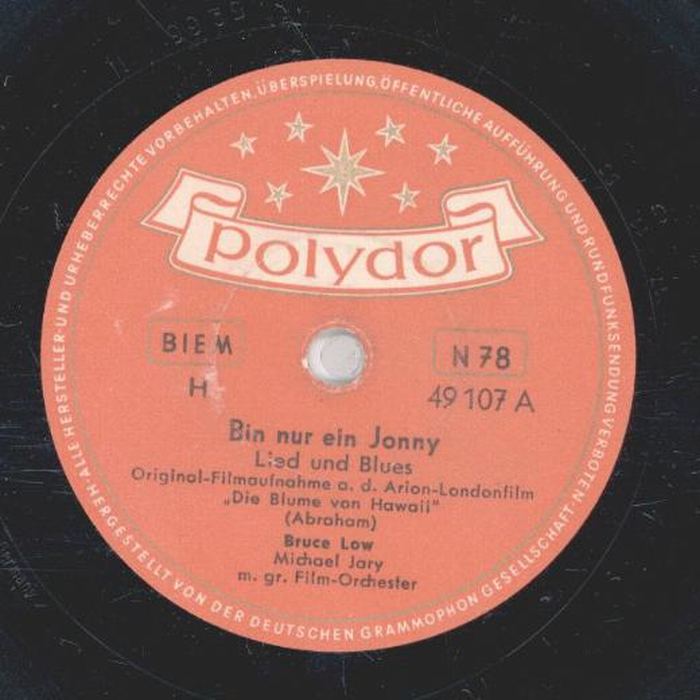 ALLE HERSTELLER- UND URHEBERRECHTE VORBEHALTEN. ÜBERSPIELUNG, ÖFFENTLICHE AUFFÜHRUNG UND RUNDFUNKSENDUNG VERBOTEN.
polydor
BIEM
N 78
H
49 107 A
Bin nur ein Jonny
Lied und Blues
Original-Filmaufnahme a. d. Arion-Londonfilm
„Die Blume von Hawaii"
(Abraham)
Bruce Low
Michael Jary
m. gr. Film-Orchester
HERGESTELLT VON DER DEUTSCHEN GRAMMOPHON GESELLSCHAFT